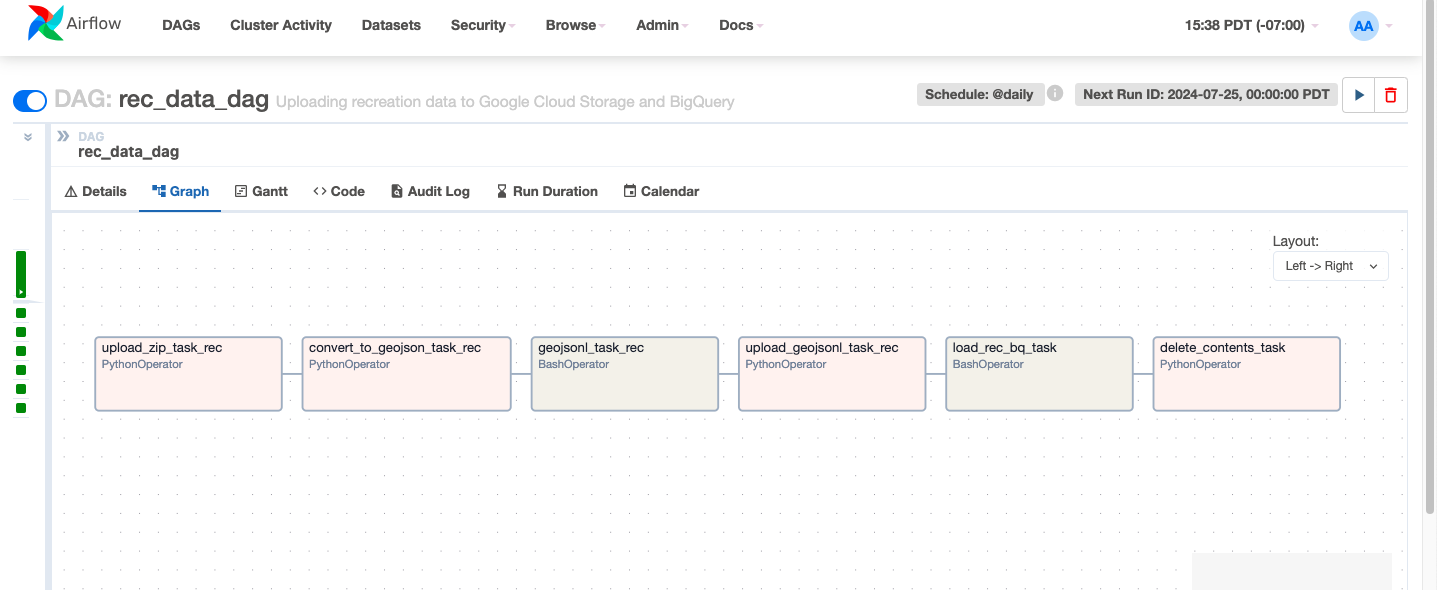 Airflow DAGs Cluster Activity Datasets Security Browse Admin Docs 15:38 PDT (-07:00) AA
DAG: rec_data_dag Uploading recreation data to Google Cloud Storage and BigQuery Schedule: @daily Next Run ID: 2024-07-25, 00:00:00 PDT
DAG
rec_data_dag
Details Graph Gantt Code Audit Log Run Duration Calendar
Layout:
Left -> Right
upload_zip_task_rec
PythonOperator
convert_to_geojson_task_rec
PythonOperator
geojsonl_task_rec
BashOperator
upload_geojsonl_task_rec
PythonOperator
load_rec_bq_task
BashOperator
delete_contents_task
PythonOperator